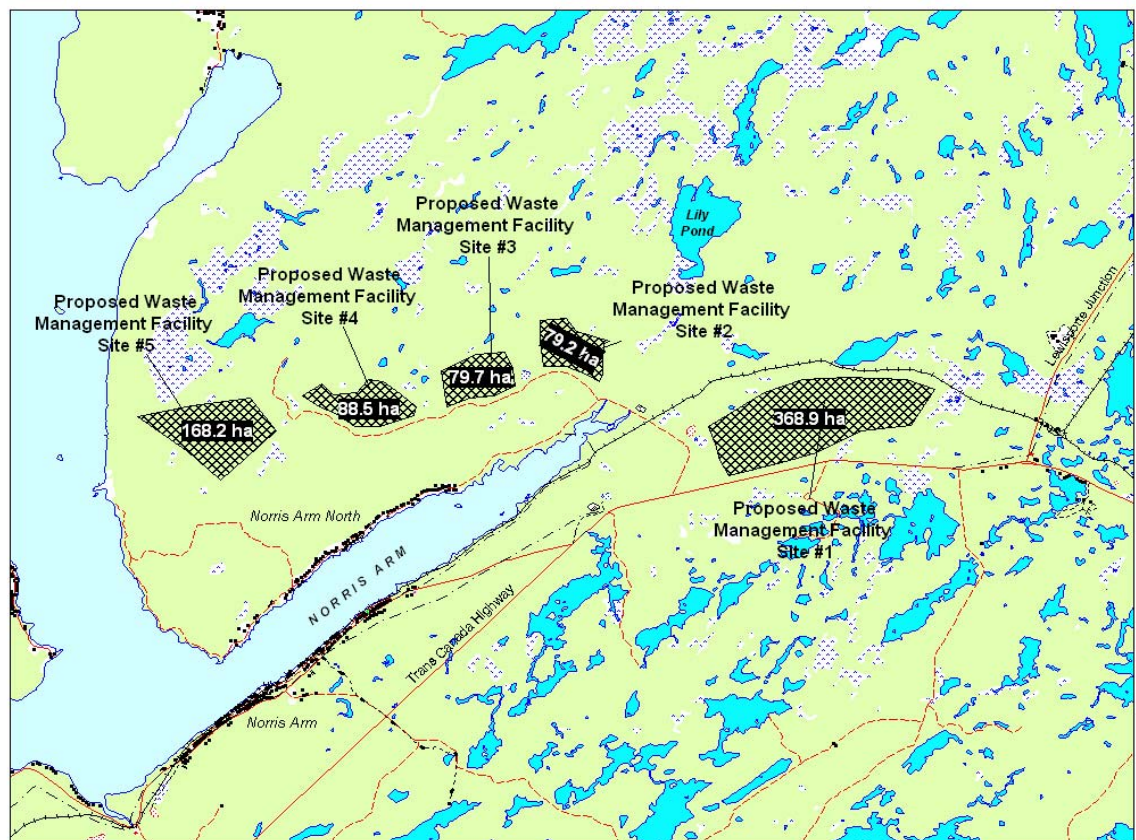 Lily
Pond
Proposed Waste
Management Facility
Site #3
Proposed Waste
Management Facility
Site #4
Proposed Waste
Management Facility
Site #2
Proposed Waste
Management Facility
Site #5
Lewisporte Junction
79.2 ha
79.7 ha
88.5 ha
168.2 ha
368.9 ha
Proposed Waste
Management Facility
Site #1
Norris Arm North
NORRIS ARM
Trans Canada Highway
Norris Arm